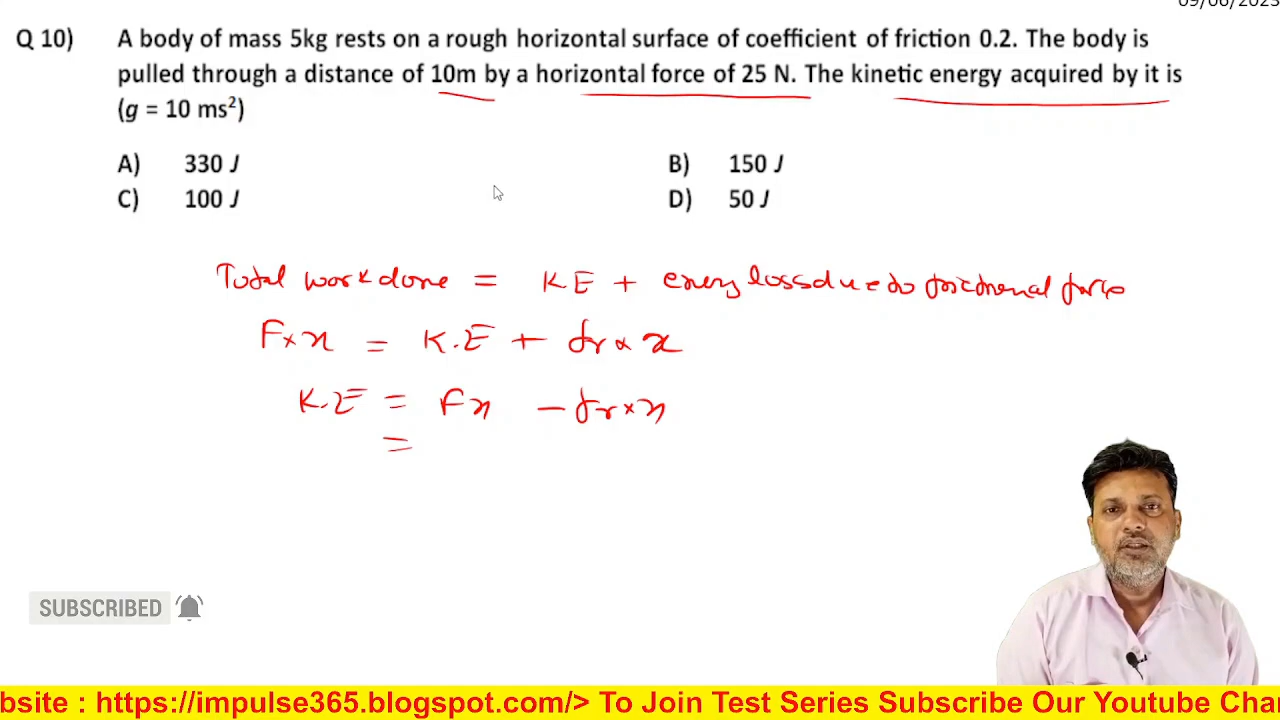 09/06/2023
Q 10) A body of mass 5kg rests on a rough horizontal surface of coefficient of friction 0.2. The body is
pulled through a distance of 10m by a horizontal force of 25 N. The kinetic energy acquired by it is
(g = 10 ms²)
A) 330 J B) 150 J
C) 100 J D) 50 J
Total workdone = KE + enery loss due to frictional force
F×x = K.E + fr × x
K.E = Fx - fr×x
=
SUBSCRIBED
bsite : https://impulse365.blogspot.com/> To Join Test Series Subscribe Our Youtube Cha